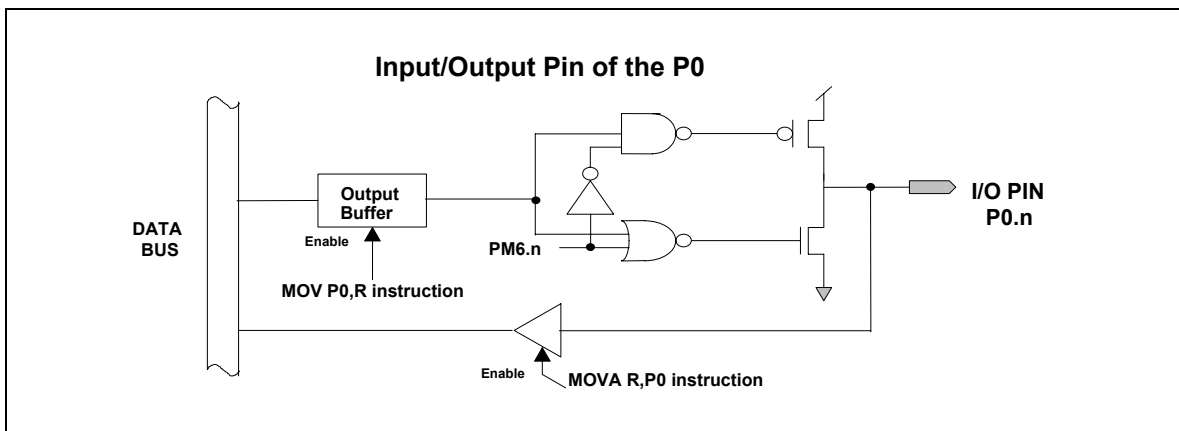 Input/Output Pin of the P0
Output
Buffer
I/O PIN
P0.n
DATA
BUS
Enable
PM6.n
MOV P0,R instruction
Enable
MOVA R,P0 instruction